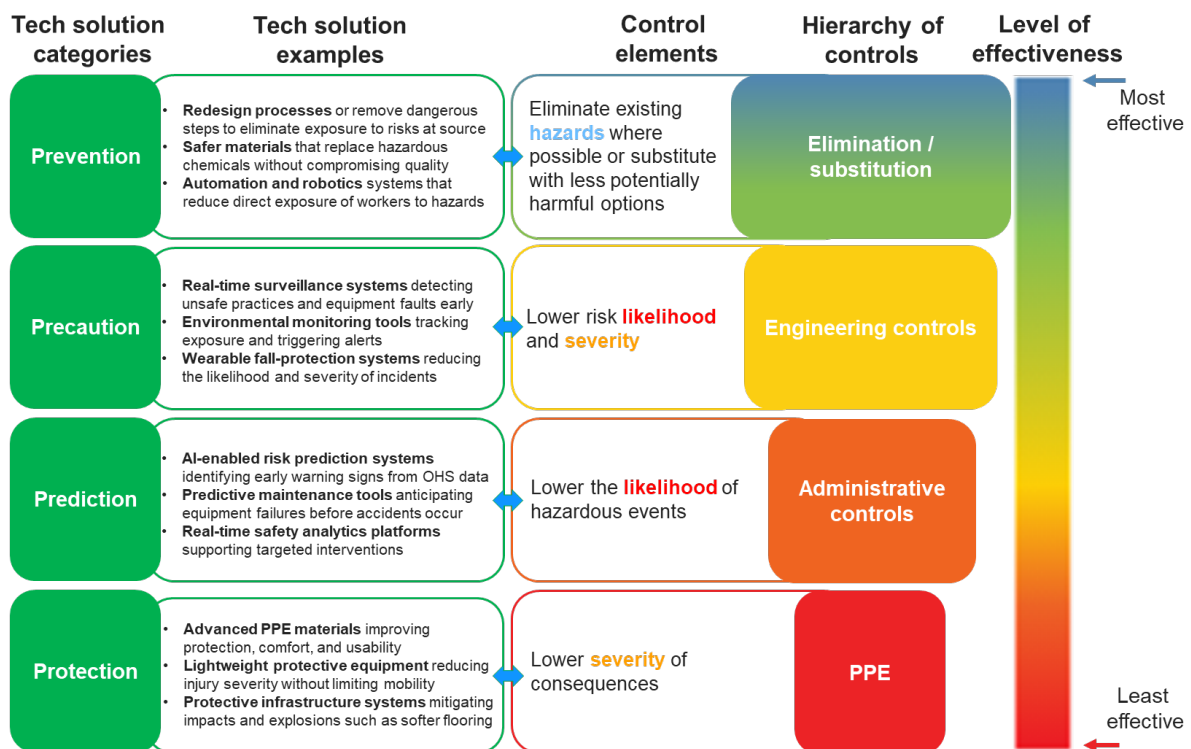 Tech solution
categories
Tech solution
examples
Control
elements
Hierarchy of
controls
Level of
effectiveness
Prevention
• Redesign processes or remove dangerous
steps to eliminate exposure to risks at source
• Safer materials that replace hazardous
chemicals without compromising quality
• Automation and robotics systems that
reduce direct exposure of workers to hazards
Eliminate existing
hazards where
possible or substitute
with less potentially
harmful options
Elimination /
substitution
Most
effective
Precaution
• Real-time surveillance systems detecting
unsafe practices and equipment faults early
• Environmental monitoring tools tracking
exposure and triggering alerts
• Wearable fall-protection systems reducing
the likelihood and severity of incidents
Lower risk likelihood
and severity
Engineering controls
Prediction
• AI-enabled risk prediction systems
identifying early warning signs from OHS data
• Predictive maintenance tools anticipating
equipment failures before accidents occur
• Real-time safety analytics platforms
supporting targeted interventions
Lower the likelihood of
hazardous events
Administrative
controls
Protection
• Advanced PPE materials improving
protection, comfort, and usability
• Lightweight protective equipment reducing
injury severity without limiting mobility
• Protective infrastructure systems mitigating
impacts and explosions such as softer flooring
Lower severity of
consequences
PPE
Least
effective